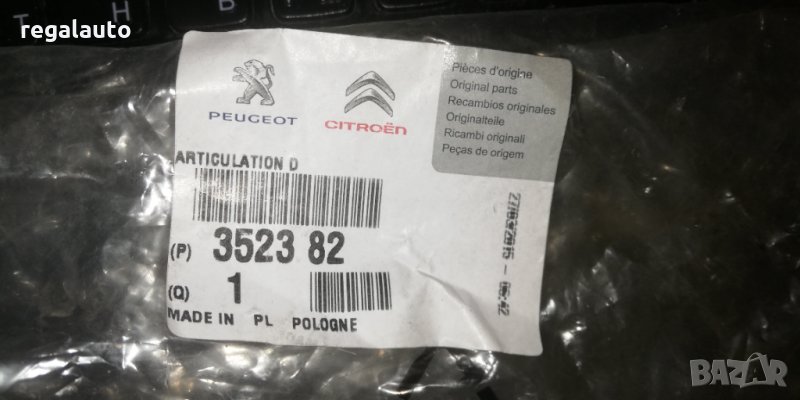 regalauto
T H B
PEUGEOT
CITROËN
Pièces d'origine
Original parts
Recambios originales
Originalteile
Ricambi originali
Peças de origem
ARTICULATION D
(P) 3523 82
(Q) 1
MADE IN PL POLOGNE
BAZAR